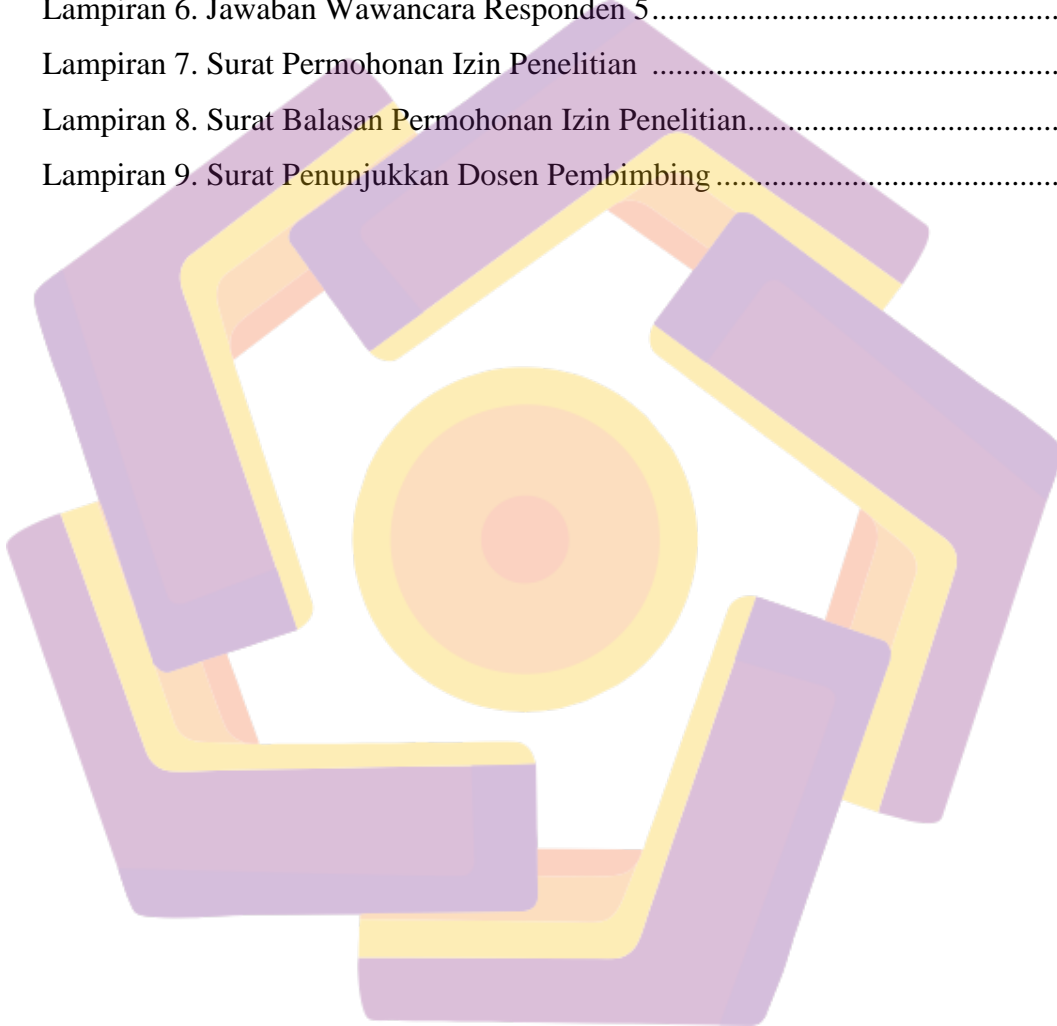 Lampiran 6. Jawaban Wawancara Responden 5.............................................
Lampiran 7. Surat Permohonan Izin Penelitian .............................................
Lampiran 8. Surat Balasan Permohonan Izin Penelitian..................................
Lampiran 9. Surat Penunjukkan Dosen Pembimbing .....................................